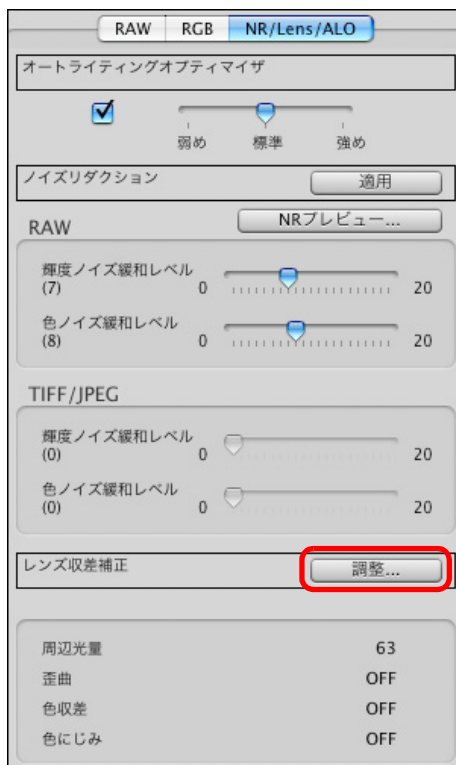 RAW RGB NR/Lens/ALO
オートライティングオプティマイザ
弱め 標準 強め
ノイズリダクション 適用
RAW NRプレビュー...
輝度ノイズ緩和レベル
(7) 0 20
色ノイズ緩和レベル
(8) 0 20
TIFF/JPEG
輝度ノイズ緩和レベル
(0) 0 20
色ノイズ緩和レベル
(0) 0 20
レンズ収差補正 調整...
周辺光量 63
歪曲 OFF
色収差 OFF
色にじみ OFF